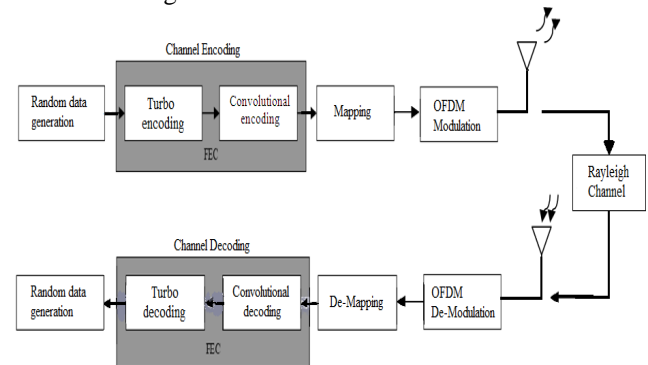 Channel Encoding
Random data
generation
Turbo
encoding
Convolutional
encoding
FEC
Mapping
OFDM
Modulation
Rayleigh
Channel
Channel Decoding
Random data
generation
Turbo
decoding
Convolutional
decoding
FEC
De-Mapping
OFDM
De-Modulation